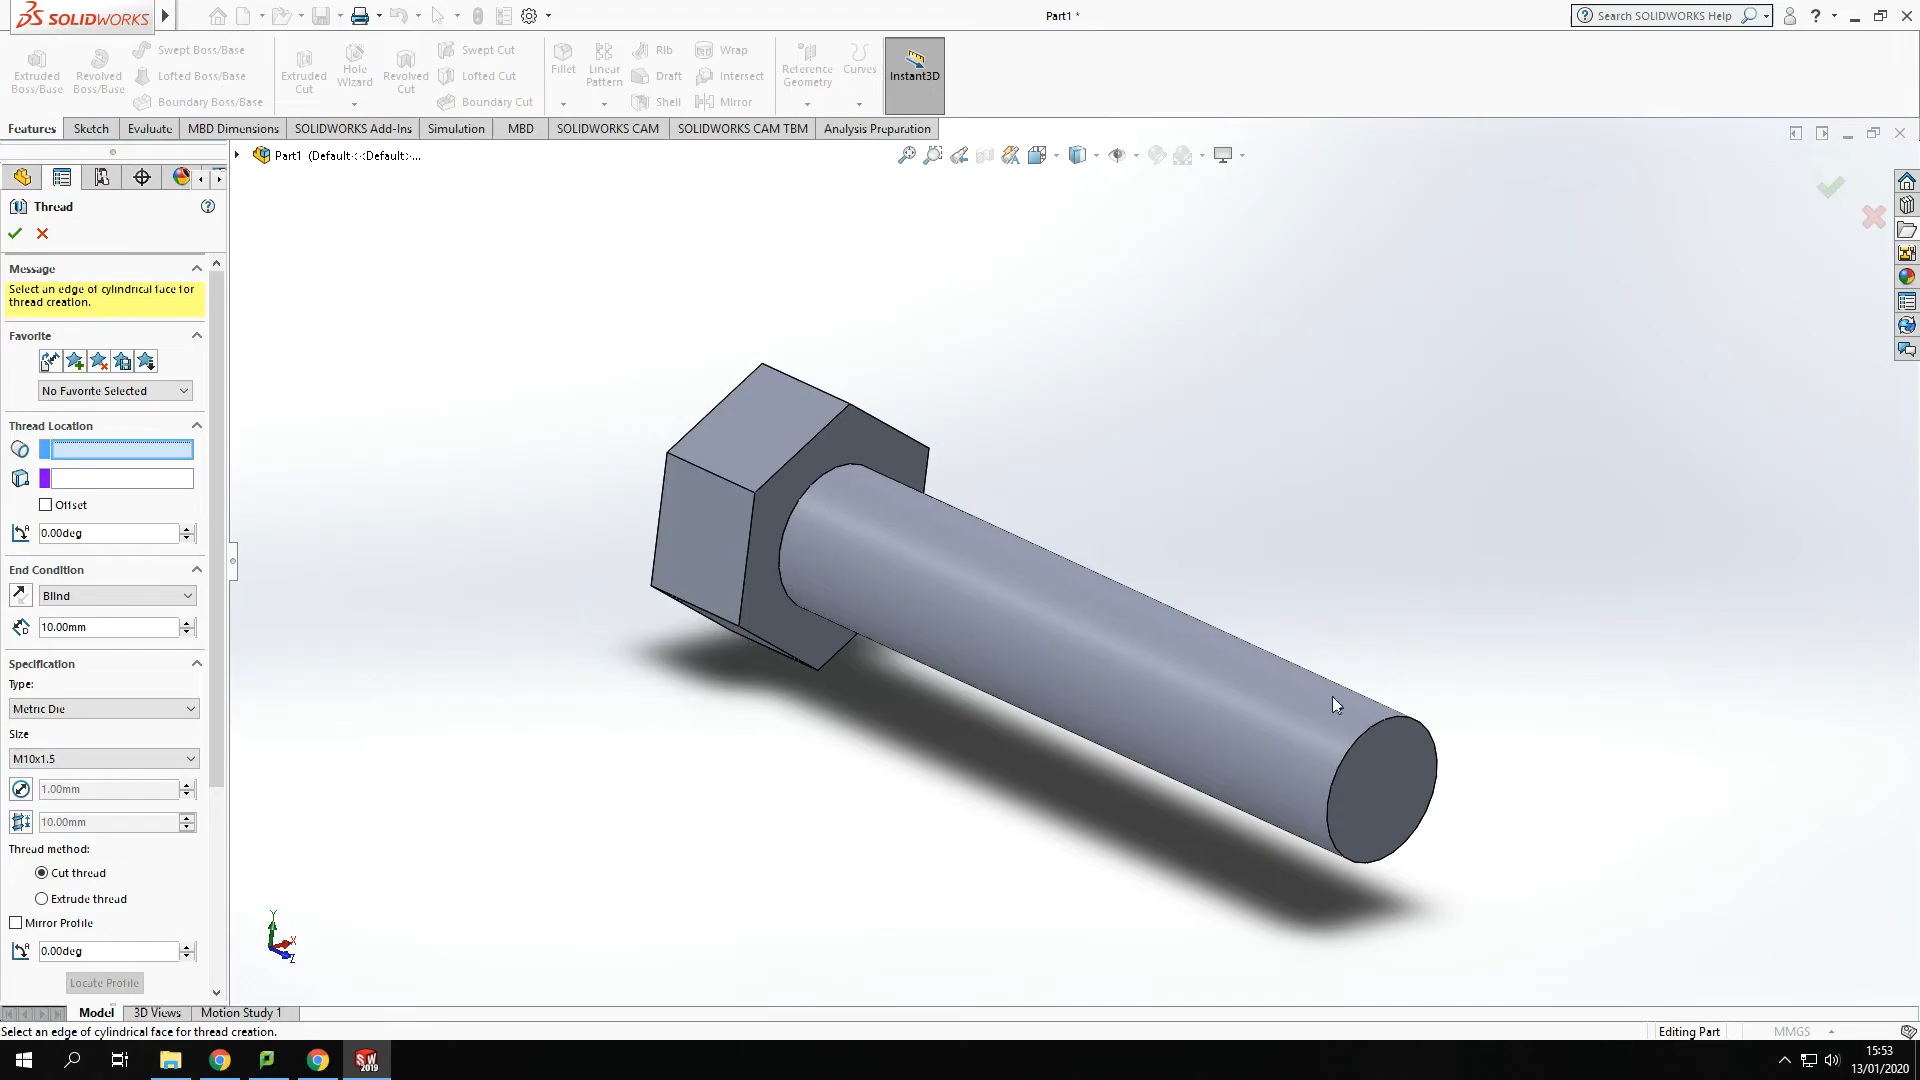 SOLIDWORKS
Part1 *
Search SOLIDWORKS Help
Extruded Boss/Base
Revolved Boss/Base
Swept Boss/Base
Lofted Boss/Base
Boundary Boss/Base
Extruded Cut
Hole Wizard
Revolved Cut
Swept Cut
Lofted Cut
Boundary Cut
Fillet
Linear Pattern
Rib
Draft
Shell
Wrap
Intersect
Mirror
Reference Geometry
Curves
Instant3D
Features Sketch Evaluate MBD Dimensions SOLIDWORKS Add-Ins Simulation MBD SOLIDWORKS CAM SOLIDWORKS CAM TBM Analysis Preparation
Part1 (Default<<Default>...
Thread
Message
Select an edge of cylindrical face for
thread creation.
Favorite
No Favorite Selected
Thread Location
Offset
0.00deg
End Condition
Blind
10.00mm
Specification
Type:
Metric Die
Size
M10x1.5
1.00mm
10.00mm
Thread method:
Cut thread
Extrude thread
Mirror Profile
0.00deg
Locate Profile
Y
X
Z
Model 3D Views Motion Study 1
Select an edge of cylindrical face for thread creation.
Editing Part
MMGS
SW
2019
15:53
13/01/2020